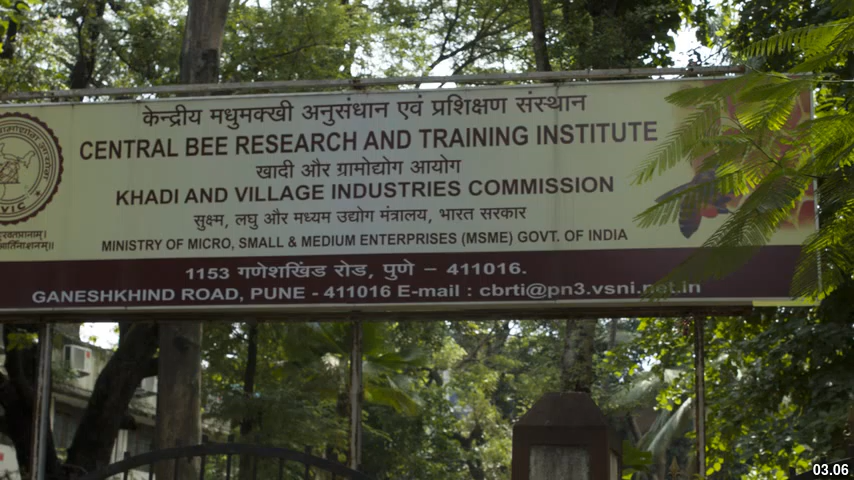 केन्द्रीय मधुमक्खी अनुसंधान एवं प्रशिक्षण संस्थान
CENTRAL BEE RESEARCH AND TRAINING INSTITUTE
खादी और ग्रामोद्योग आयोग
KHADI AND VILLAGE INDUSTRIES COMMISSION
सुक्ष्म, लघु और मध्यम उद्योग मंत्रालय, भारत सरकार
MINISTRY OF MICRO, SMALL & MEDIUM ENTERPRISES (MSME) GOVT. OF INDIA
1153 गणेशखिंड रोड, पुणे – 411016.
GANESHKHIND ROAD, PUNE - 411016 E-mail : cbrti@pn3.vsni.net.in
03.06